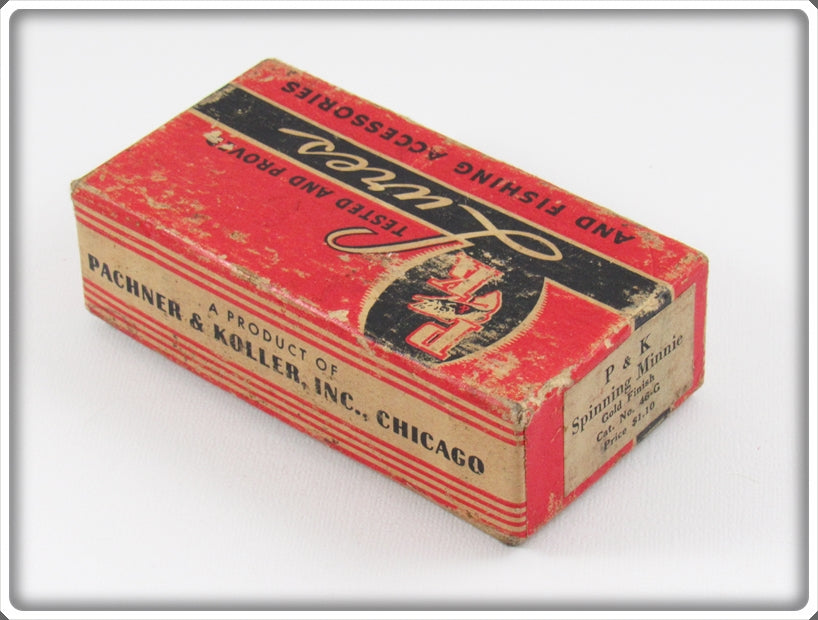 P & K
TESTED AND PROVEN
Lures
AND FISHING ACCESSORIES
A PRODUCT OF
PACHNER & KOLLER, INC., CHICAGO
P & K
Spinning Minnie
Gold Finish
Cat. No. 46-G
Price $1.10